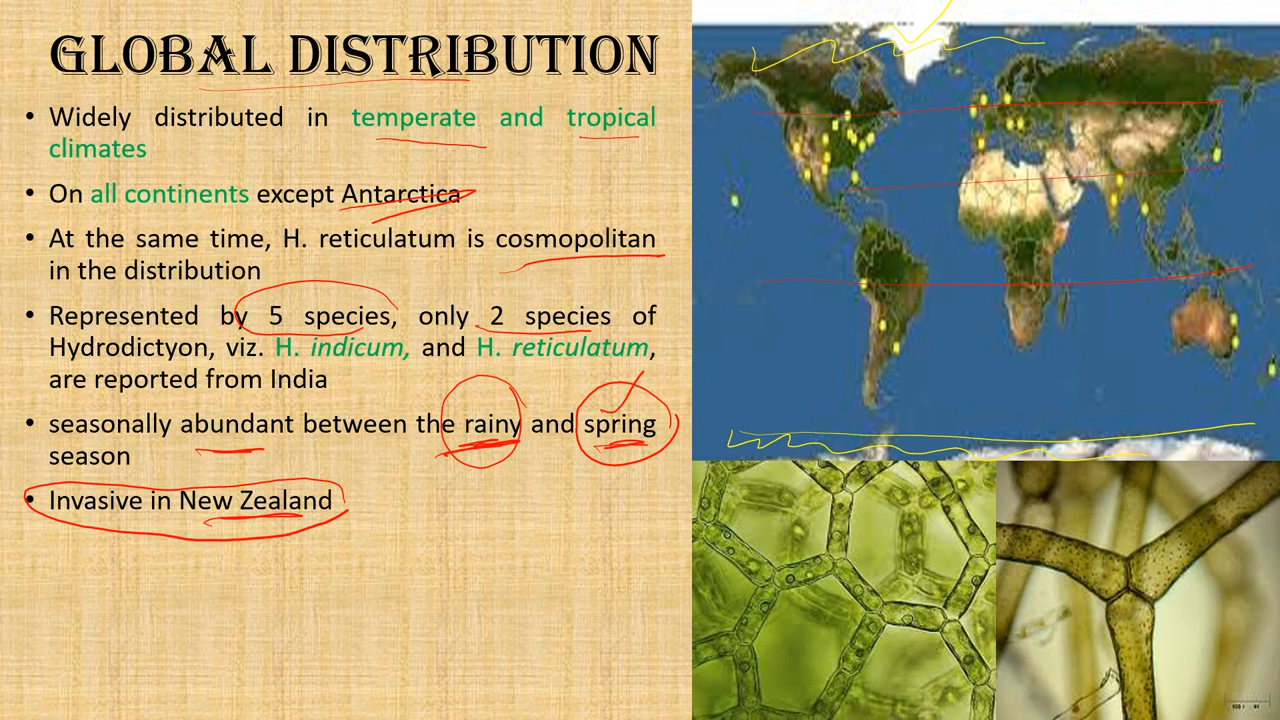 GLOBAL DISTRIBUTION
• Widely distributed in temperate and tropical
climates
• On all continents except Antarctica
• At the same time, H. reticulatum is cosmopolitan
in the distribution
• Represented by 5 species, only 2 species of
Hydrodictyon, viz. H. indicum, and H. reticulatum,
are reported from India
• seasonally abundant between the rainy and spring
season
• Invasive in New Zealand